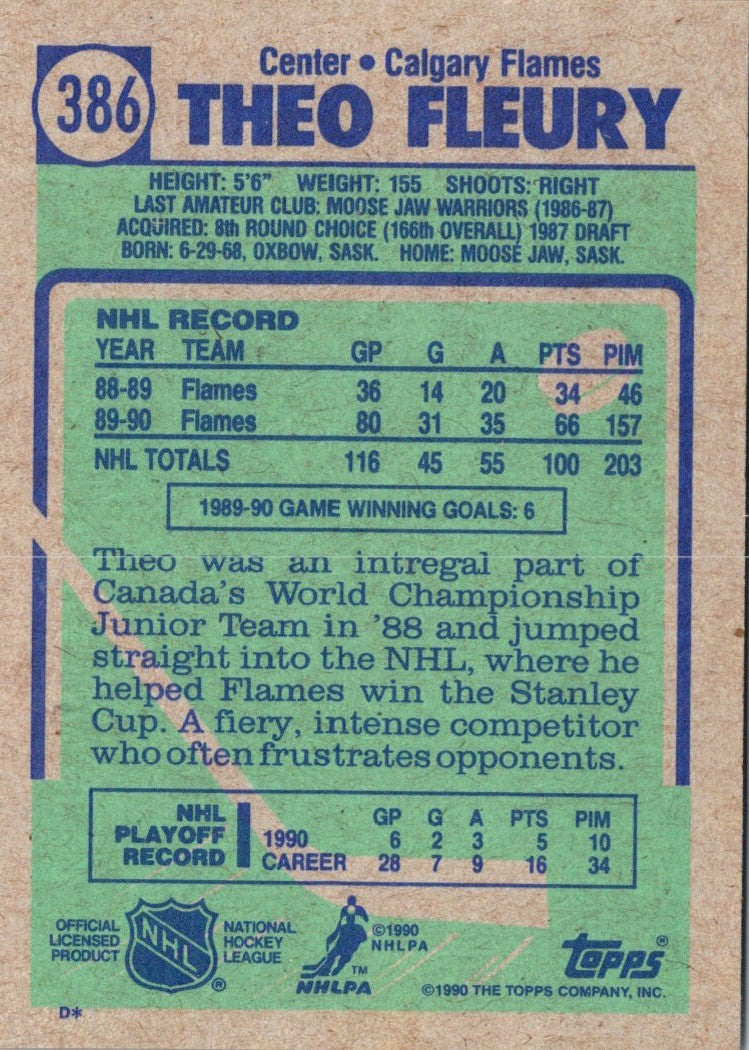 386
Center • Calgary Flames
THEO FLEURY
HEIGHT: 5'6" WEIGHT: 155 SHOOTS: RIGHT
LAST AMATEUR CLUB: MOOSE JAW WARRIORS (1986-87)
ACQUIRED: 8th ROUND CHOICE (166th OVERALL) 1987 DRAFT
BORN: 6-29-68, OXBOW, SASK. HOME: MOOSE JAW, SASK.
NHL RECORD
YEAR TEAM GP G A PTS PIM
88-89 Flames 36 14 20 34 46
89-90 Flames 80 31 35 66 157
NHL TOTALS 116 45 55 100 203
1989-90 GAME WINNING GOALS: 6
Theo was an intregal part of
Canada's World Championship
Junior Team in '88 and jumped
straight into the NHL, where he
helped Flames win the Stanley
Cup. A fiery, intense competitor
who often frustrates opponents.
NHL PLAYOFF RECORD
GP G A PTS PIM
1990 6 2 3 5 10
CAREER 28 7 9 16 34
OFFICIAL
LICENSED
PRODUCT
NHL
®
NATIONAL
HOCKEY
LEAGUE
TM
NHLPA
©1990
NHLPA
topps®
©1990 THE TOPPS COMPANY, INC.
D*